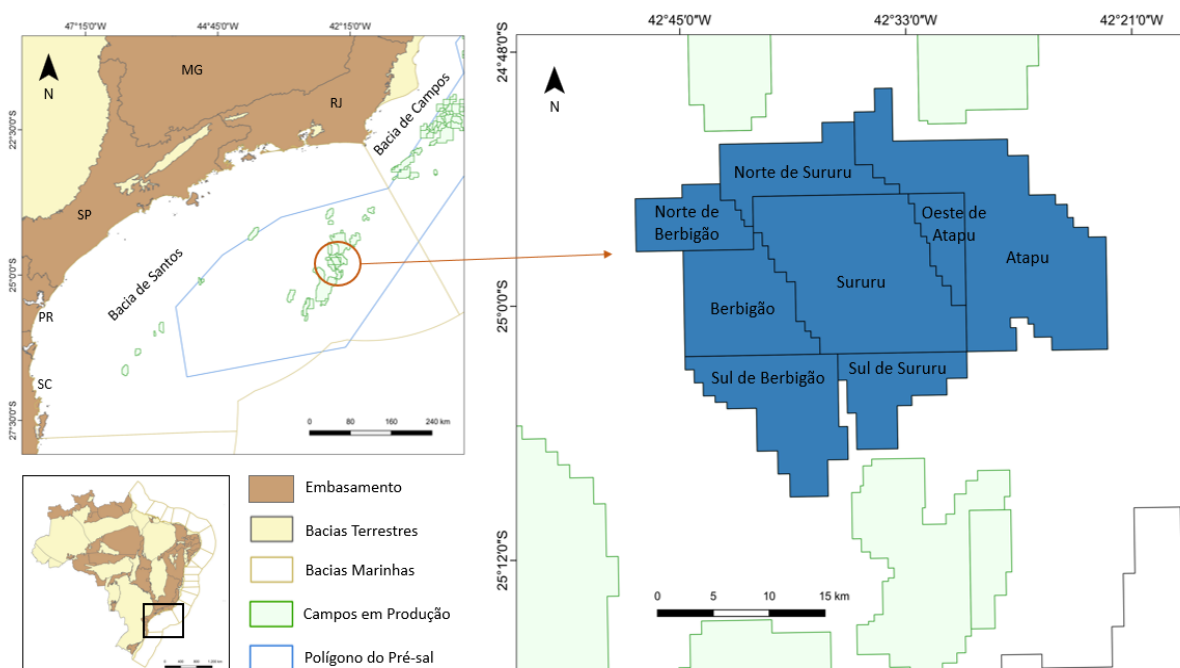 47°15'0"W
44°45'0"W
42°15'0"W
22°30'0"S
25°0'0"S
27°30'0"S
N
MG
RJ
SP
PR
SC
Bacia de Campos
Bacia de Santos
0 80 160 240 km
Embasamento
Bacias Terrestres
Bacias Marinhas
Campos em Produção
Polígono do Pré-sal
42°45'0"W
42°33'0"W
42°21'0"W
24°48'0"S
25°0'0"S
25°12'0"S
N
Norte de Sururu
Norte de
Berbigão
Oeste de
Atapu
Atapu
Sururu
Berbigão
Sul de Berbigão
Sul de Sururu
0 5 10 15 km